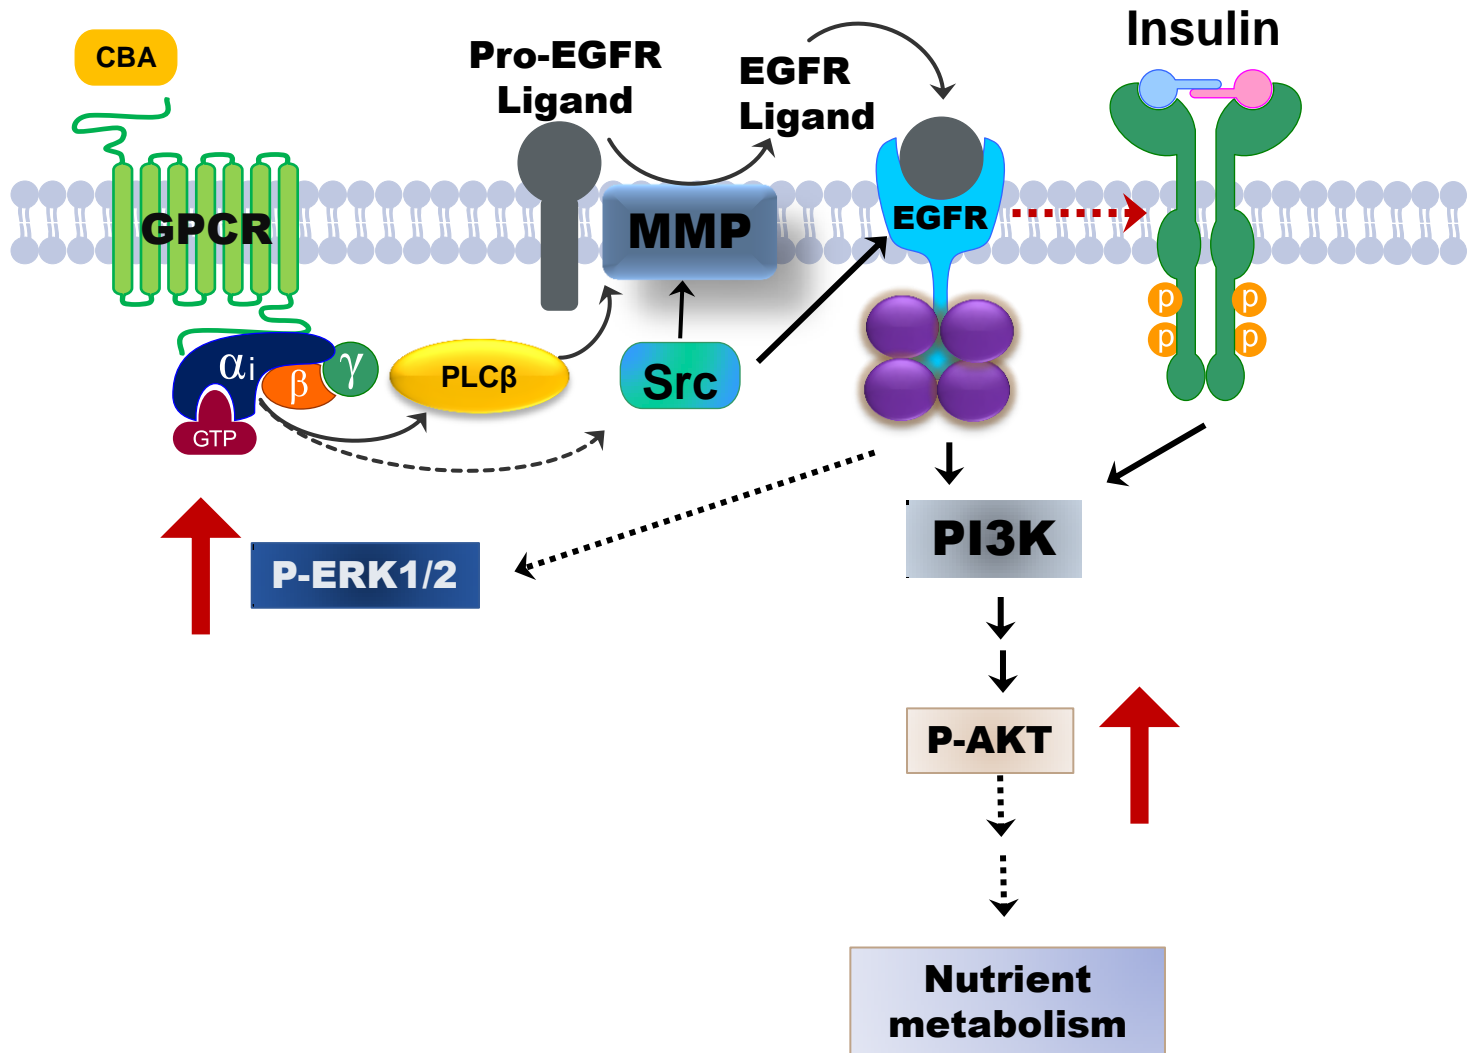 CBA
Pro-EGFR
Ligand
EGFR
Ligand
Insulin
GPCR
MMP
EGFR
αi
β
γ
GTP
PLCβ
Src
p
p
p
p
P-ERK1/2
PI3K
P-AKT
Nutrient
metabolism